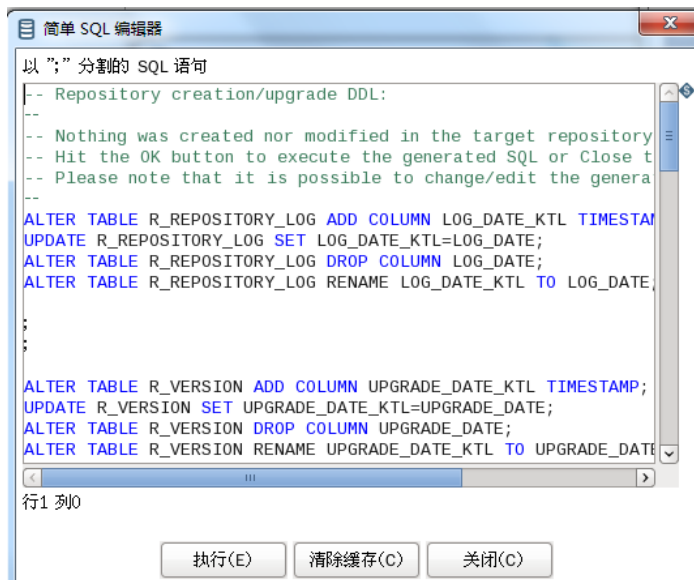 简单 SQL 编辑器
以 ";" 分割的 SQL 语句
-- Repository creation/upgrade DDL:
--
-- Nothing was created nor modified in the target repository
-- Hit the OK button to execute the generated SQL or Close t
-- Please note that it is possible to change/edit the genera
--
ALTER TABLE R_REPOSITORY_LOG ADD COLUMN LOG_DATE_KTL TIMESTAM
UPDATE R_REPOSITORY_LOG SET LOG_DATE_KTL=LOG_DATE;
ALTER TABLE R_REPOSITORY_LOG DROP COLUMN LOG_DATE;
ALTER TABLE R_REPOSITORY_LOG RENAME LOG_DATE_KTL TO LOG_DATE;
;
;
ALTER TABLE R_VERSION ADD COLUMN UPGRADE_DATE_KTL TIMESTAMP;
UPDATE R_VERSION SET UPGRADE_DATE_KTL=UPGRADE_DATE;
ALTER TABLE R_VERSION DROP COLUMN UPGRADE_DATE;
ALTER TABLE R_VERSION RENAME UPGRADE_DATE_KTL TO UPGRADE_DATE
行1 列0
执行(E) 清除缓存(C) 关闭(C)